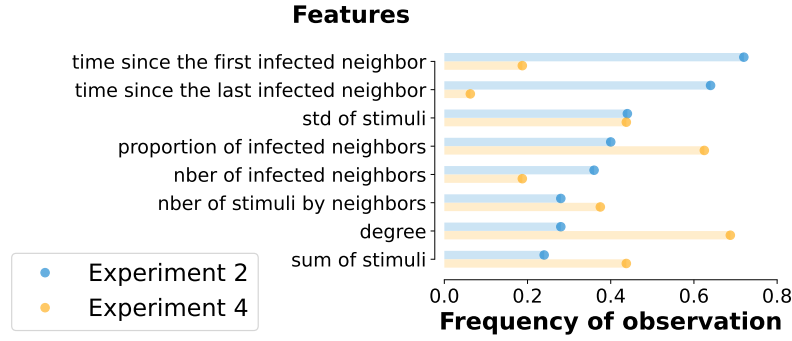 Features
time since the first infected neighbor
time since the last infected neighbor
std of stimuli
proportion of infected neighbors
nber of infected neighbors
nber of stimuli by neighbors
degree
sum of stimuli
Experiment 2
Experiment 4
0.0 0.2 0.4 0.6 0.8
Frequency of observation